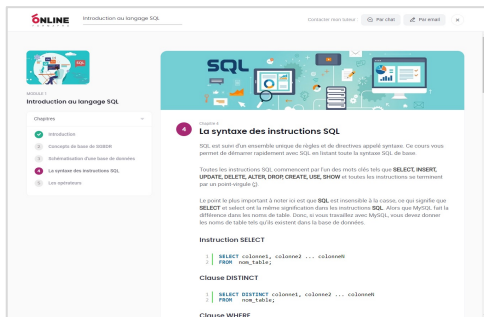 ONLINE
Introduction au langage SQL
Contacter mon tuteur
Par chat
Par email
SQL
MODULE 1
Introduction au langage SQL
Chapitres
Introduction
2 Concepts de base de SGBDR
3 Schématisation d'une base de données
4 La syntaxe des instructions SQL
5 Les opérateurs
SQL
Chapitre 4
4 La syntaxe des instructions SQL
SQL est suivi d'un ensemble unique de règles et de directives appelé syntaxe. Ce cours vous
permet de démarrer rapidement avec SQL en listant toute la syntaxe SQL de base.
Toutes les instructions SQL commencent par l'un des mots clés tels que SELECT, INSERT,
UPDATE, DELETE, ALTER, DROP, CREATE, USE, SHOW et toutes les instructions se terminent
par un point-virgule (;).
Le point le plus important à noter ici est que SQL est insensible à la casse, ce qui signifie que
SELECT et select ont la même signification dans les instructions SQL. Alors que MySQL fait la
différence dans les noms de table. Donc, si vous travaillez avec MySQL, vous devez donner
les noms de table tels qu'ils existent dans la base de données.
Instruction SELECT
1 SELECT colonne1, colonne2 ... colonneN
2 FROM nom_table;
Clause DISTINCT
1 SELECT DISTINCT colonne1, colonne2 ... colonneN
2 FROM nom_table;
Clause WHERE